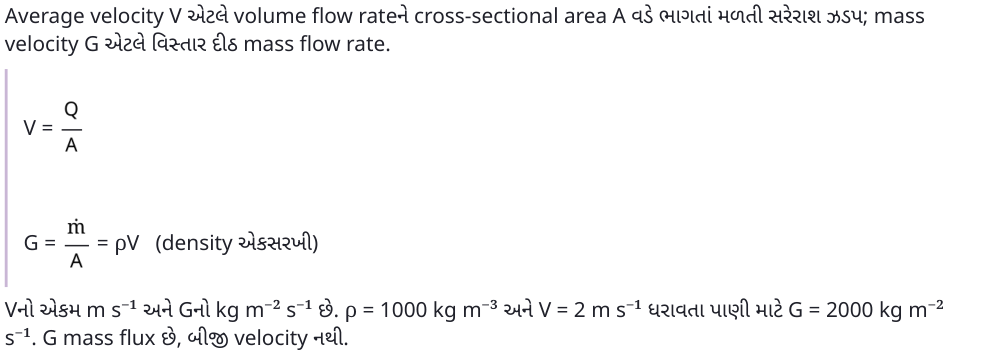 Average velocity V એટલે volume flow rateને cross-sectional area A વડે ભાગતાં મળતી સરેરાશ ઝડપ; mass
velocity G એટલે વિસ્તાર દીઠ mass flow rate.
V = Q / A
G = ṁ / A = ρV (density એકસરખી)
Vનો એકમ m s⁻¹ અને Gનો kg m⁻² s⁻¹ છે. ρ = 1000 kg m⁻³ અને V = 2 m s⁻¹ ધરાવતા પાણી માટે G = 2000 kg m⁻²
s⁻¹. G mass flux છે, બીજી velocity નથી.